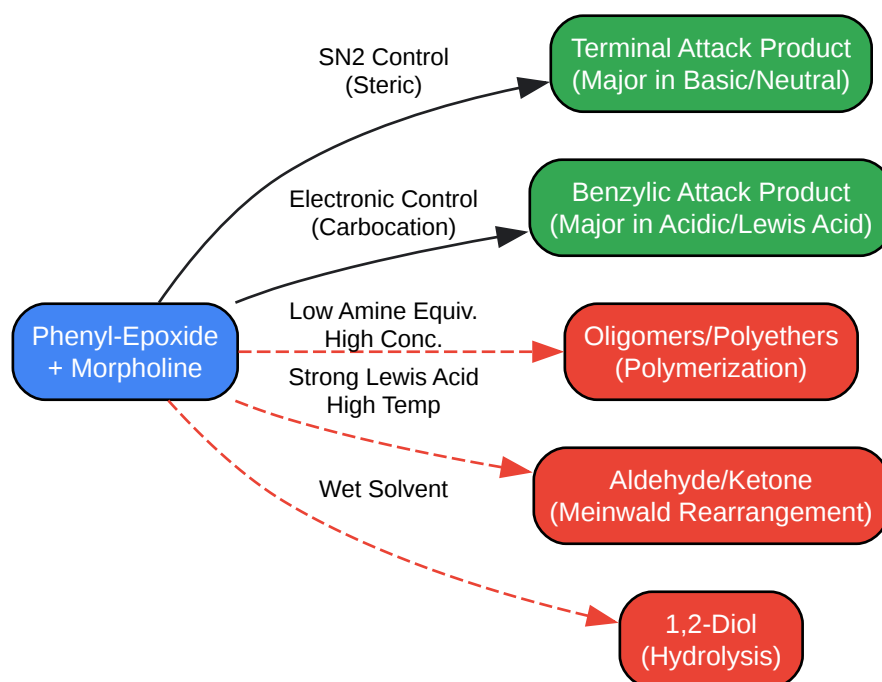 SN2 Control
(Steric)
Terminal Attack Product
(Major in Basic/Neutral)
Electronic Control
(Carbocation)
Benzylic Attack Product
(Major in Acidic/Lewis Acid)
Phenyl-Epoxide
+ Morpholine
Low Amine Equiv.
High Conc.
Oligomers/Polyethers
(Polymerization)
Strong Lewis Acid
High Temp
Aldehyde/Ketone
(Meinwald Rearrangement)
Wet Solvent
1,2-Diol
(Hydrolysis)